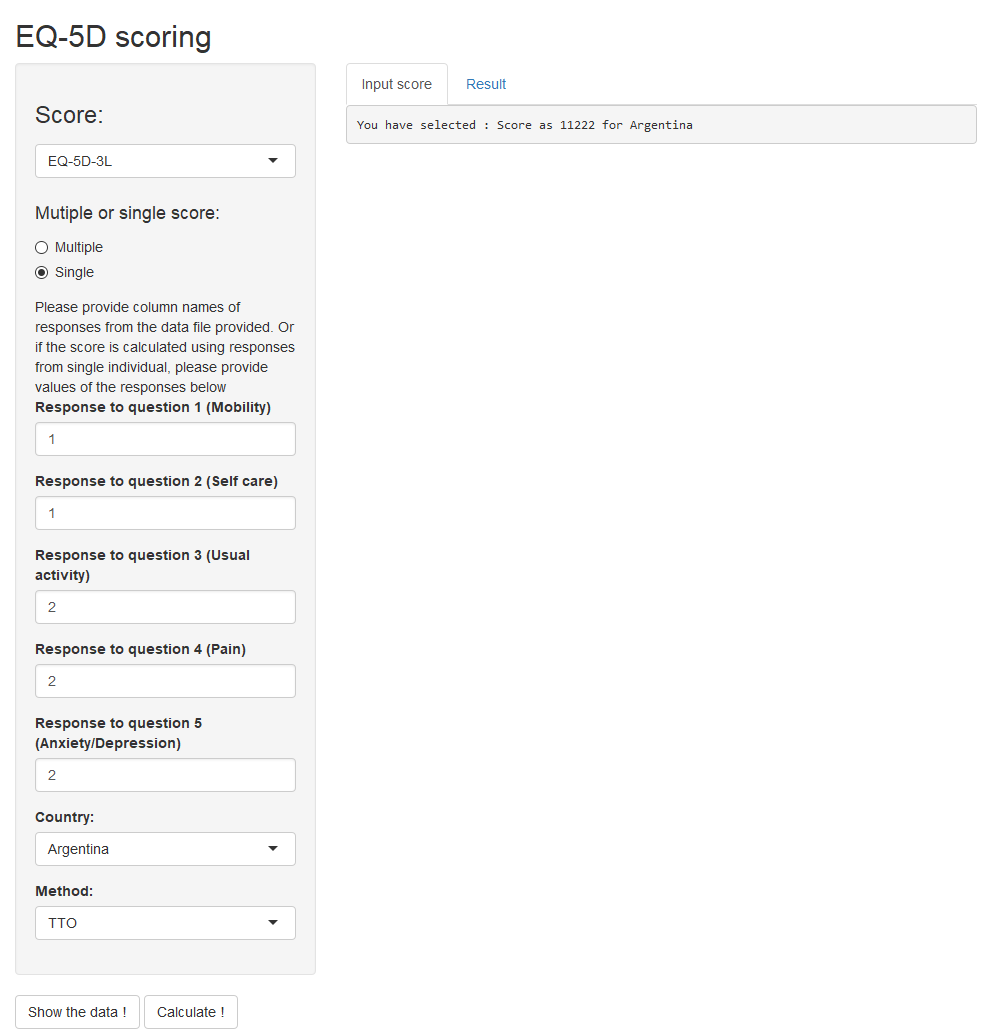 EQ-5D scoring
Score:
EQ-5D-3L
Mutiple or single score:
Multiple
Single
Please provide column names of
responses from the data file provided. Or
if the score is calculated using responses
from single individual, please provide
values of the responses below
Response to question 1 (Mobility)
1
Response to question 2 (Self care)
1
Response to question 3 (Usual
activity)
2
Response to question 4 (Pain)
2
Response to question 5
(Anxiety/Depression)
2
Country:
Argentina
Method:
TTO
Show the data !
Calculate !
Input score
Result
You have selected : Score as 11222 for Argentina